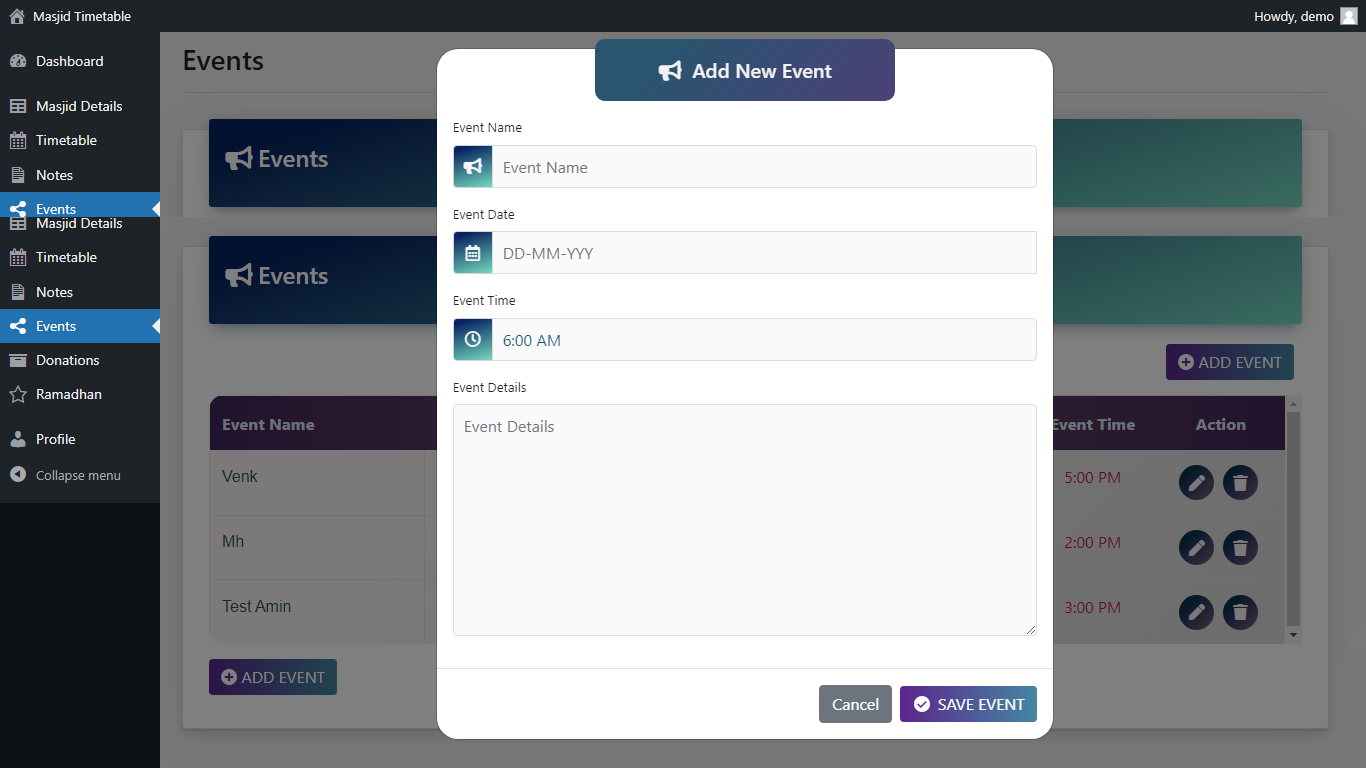 Masjid Timetable
Howdy, demo
Dashboard
Masjid Details
Timetable
Notes
Events
Masjid Details
Timetable
Notes
Events
Donations
Ramadhan
Profile
Collapse menu
Events
Events
Events
ADD EVENT
Event Name
Event Time
Action
Venk
5:00 PM
Mh
2:00 PM
Test Amin
3:00 PM
ADD EVENT
Add New Event
Event Name
Event Name
Event Date
DD-MM-YYY
Event Time
6:00 AM
Event Details
Event Details
Cancel
SAVE EVENT